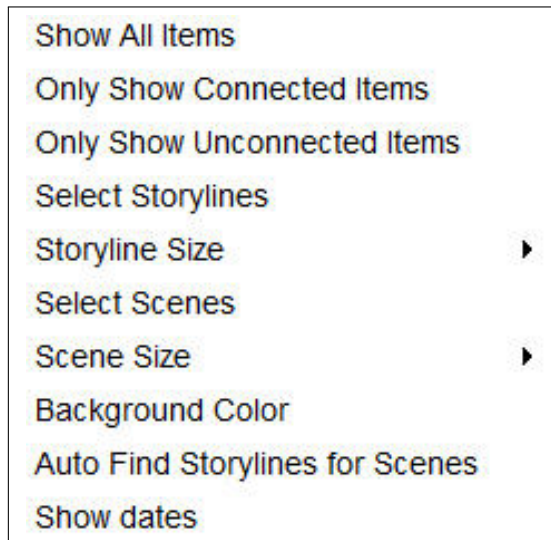 Show All Items
Only Show Connected Items
Only Show Unconnected Items
Select Storylines
Storyline Size
Select Scenes
Scene Size
Background Color
Auto Find Storylines for Scenes
Show dates